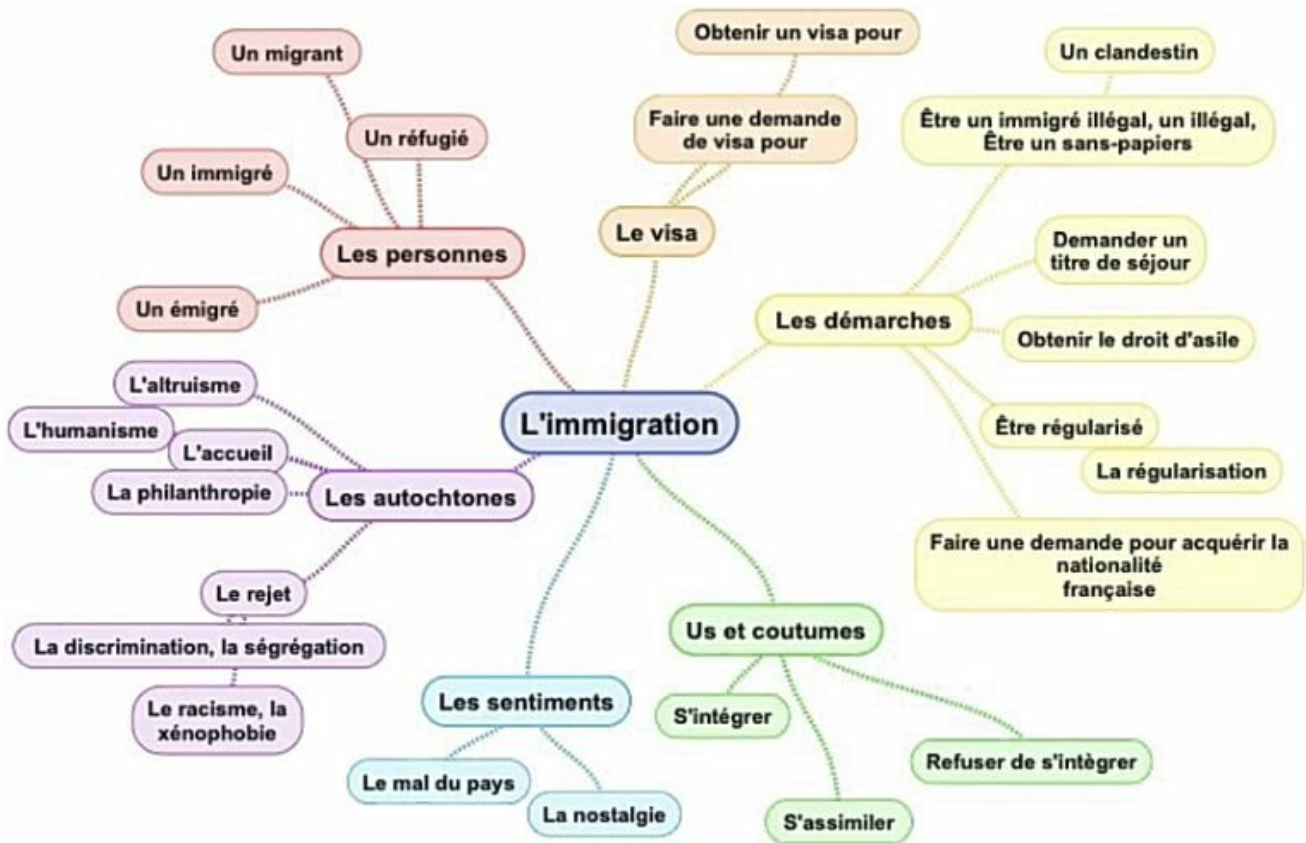 Un migrant
Un réfugié
Un immigré
Les personnes
Un émigré
Obtenir un visa pour
Faire une demande
de visa pour
Le visa
Un clandestin
Être un immigré illégal, un illégal,
Être un sans-papiers
Demander un
titre de séjour
Les démarches
Obtenir le droit d'asile
Être régularisé
La régularisation
Faire une demande pour acquérir la
nationalité
française
L'immigration
L'altruisme
L'humanisme
L'accueil
La philanthropie
Les autochtones
Le rejet
La discrimination, la ségrégation
Le racisme, la
xénophobie
Les sentiments
Le mal du pays
La nostalgie
Us et coutumes
S'intégrer
Refuser de s'intègrer
S'assimiler